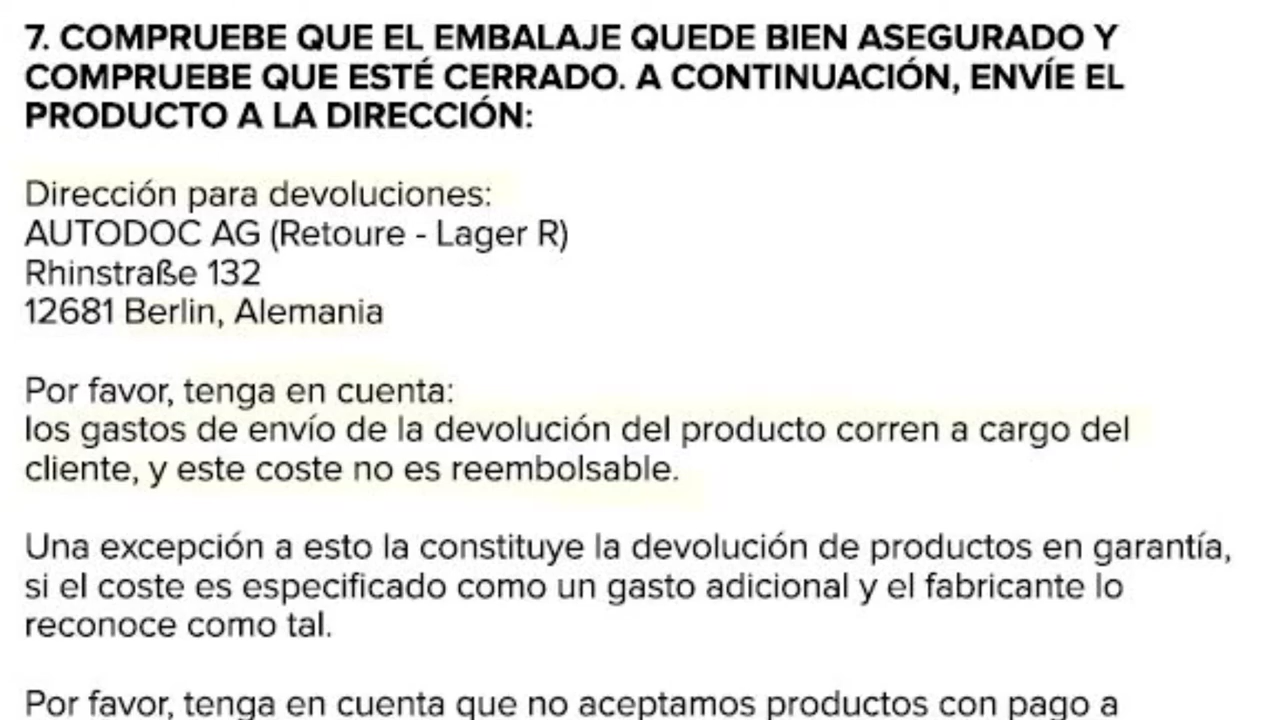 7. COMPRUEBE QUE EL EMBALAJE QUEDE BIEN ASEGURADO Y
COMPRUEBE QUE ESTÉ CERRADO. A CONTINUACIÓN, ENVÍE EL
PRODUCTO A LA DIRECCIÓN:
Dirección para devoluciones:
AUTODOC AG (Retoure - Lager R)
Rhinstraße 132
12681 Berlin, Alemania
Por favor, tenga en cuenta:
los gastos de envío de la devolución del producto corren a cargo del
cliente, y este coste no es reembolsable.
Una excepción a esto la constituye la devolución de productos en garantía,
si el coste es especificado como un gasto adicional y el fabricante lo
reconoce como tal.
Por favor, tenga en cuenta que no aceptamos productos con pago a